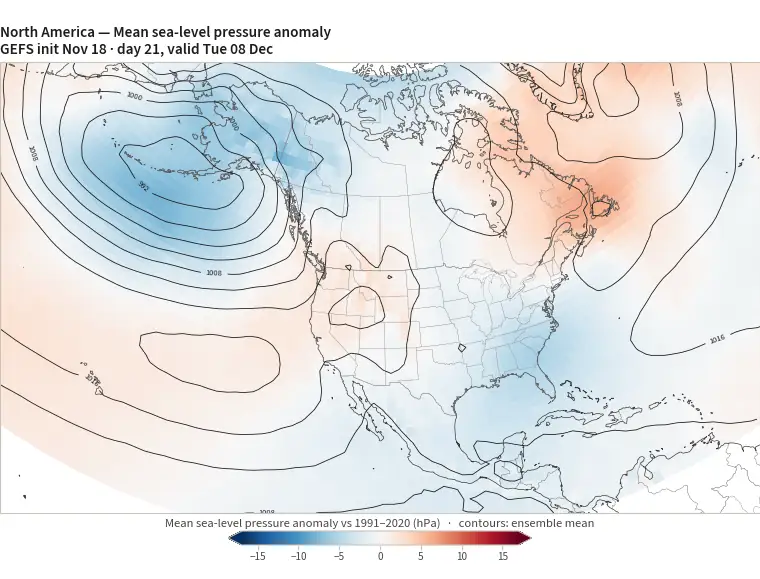 North America — Mean sea-level pressure anomaly
GEFS init Nov 18 · day 21, valid Tue 08 Dec
1000
1008
1008
992
1008
1016
1008
Mean sea-level pressure anomaly vs 1991–2020 (hPa) · contours: ensemble mean
−15 −10 −5 0 5 10 15